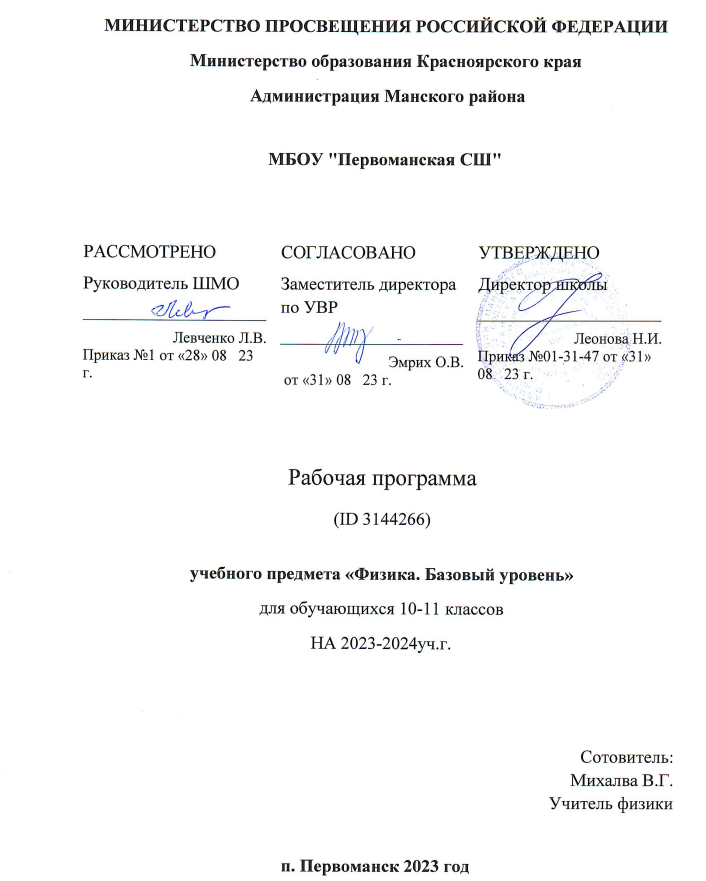 МИНИСТЕРСТВО ПРОСВЕЩЕНИЯ РОССИЙСКОЙ ФЕДЕРАЦИИ
Министерство образования Красноярского края
Администрация Манского района
МБОУ "Первоманская СШ"
РАССМОТРЕНО
Руководитель ШМО
Левченко Л.В.
Приказ №1 от «28» 08 23
г.
СОГЛАСОВАНО
Заместитель директора
по УВР
Эмрих О.В.
от «31» 08 23 г.
УТВЕРЖДЕНО
Директор школы
Леонова Н.И.
Приказ №01-31-47 от «31»
08 23 г.
Рабочая программа
(ID 3144266)
учебного предмета «Физика. Базовый уровень»
для обучающихся 10-11 классов
НА 2023-2024уч.г.
Сотовитель:
Михалва В.Г.
Учитель физики
п. Первоманск 2023 год